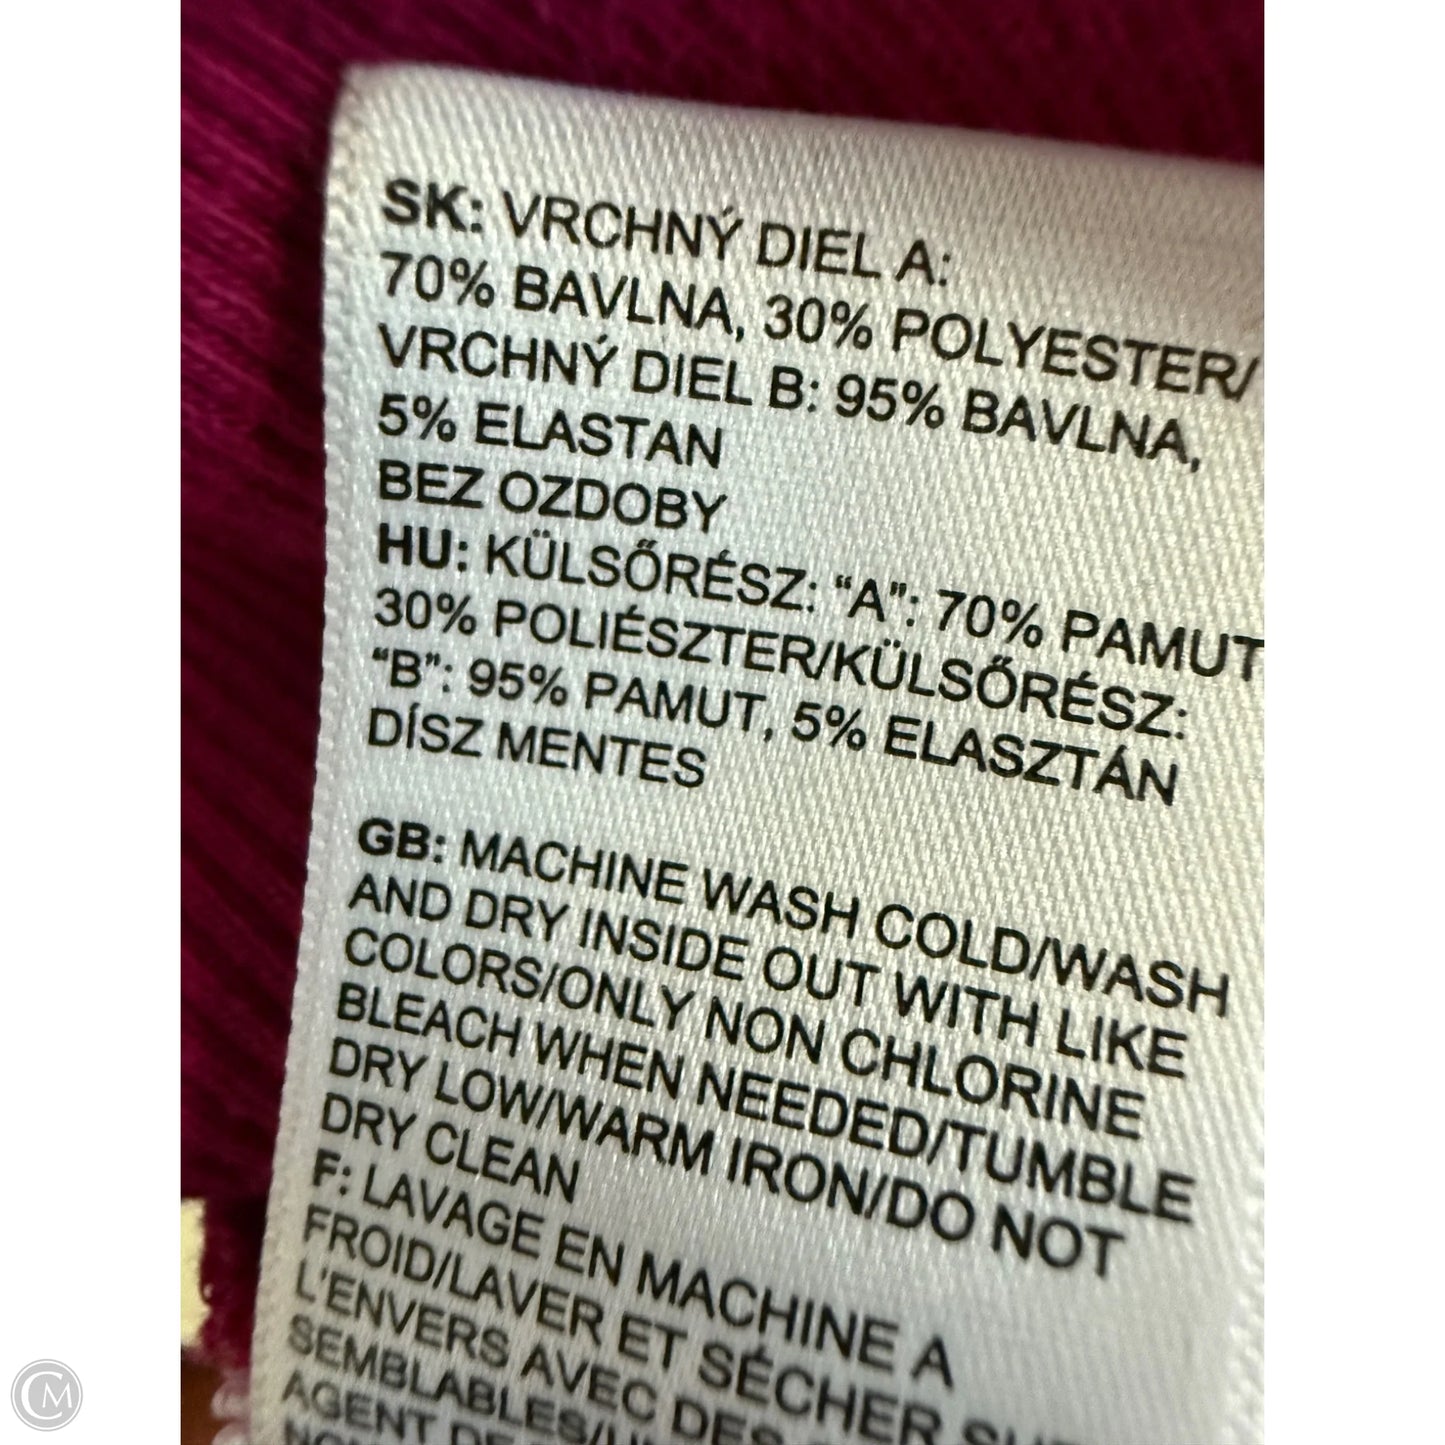 SK: VRCHNÝ DIEL A:
70% BAVLNA, 30% POLYESTER/
VRCHNÝ DIEL B: 95% BAVLNA,
5% ELASTAN
BEZ OZDOBY
HU: KÜLSŐRÉSZ: “A”: 70% PAMUT
30% POLIÉSZTER/KÜLSŐRÉSZ:
“B”: 95% PAMUT, 5% ELASZTÁN
DÍSZ MENTES
GB: MACHINE WASH COLD/WASH
AND DRY INSIDE OUT WITH LIKE
COLORS/ONLY NON CHLORINE
BLEACH WHEN NEEDED/TUMBLE
DRY LOW/WARM IRON/DO NOT
DRY CLEAN
F: LAVAGE EN MACHINE A
FROID/LAVER ET SÉCHER
L'ENVERS AVEC DES
SEMBLABLES/
AGENT DE
CM